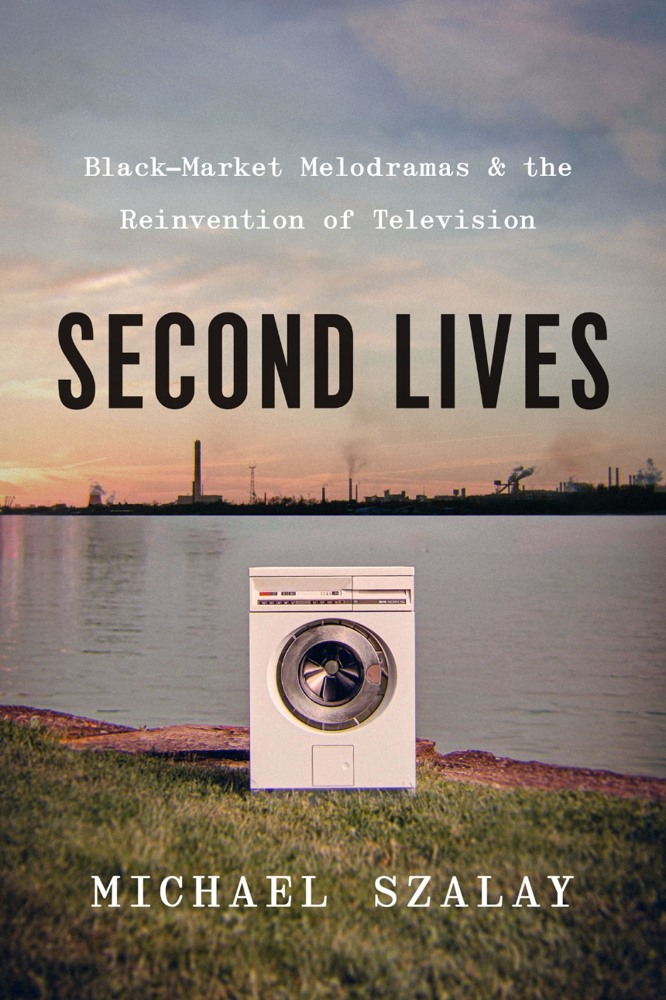 Black–Market Melodramas & the
Reinvention of Television
SECOND LIVES
MICHAEL SZALAY